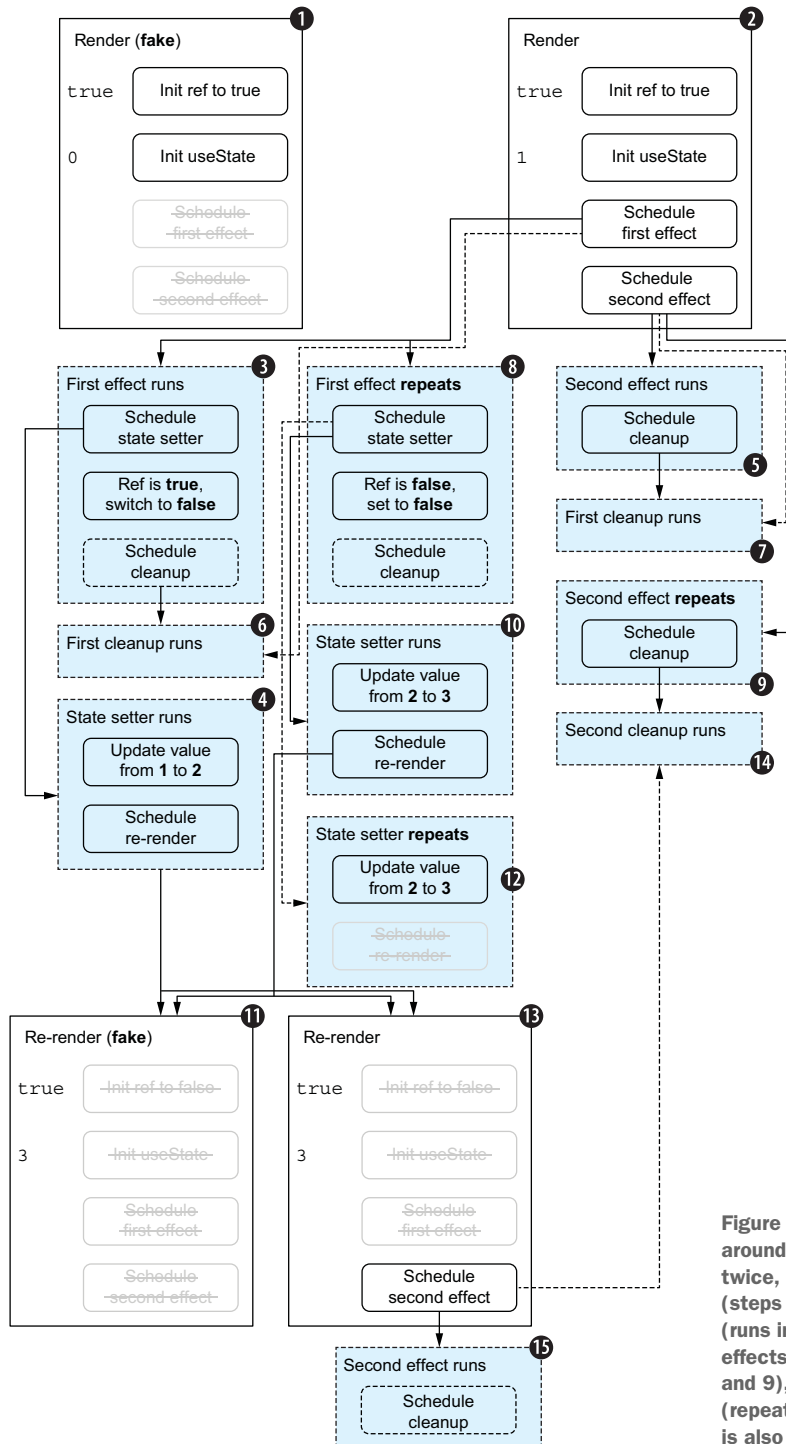 1
Render (fake)
true
Init ref to true
0
Init useState
Schedule
first effect
Schedule
second effect
2
Render
true
Init ref to true
1
Init useState
Schedule
first effect
Schedule
second effect
3
First effect runs
Schedule
state setter
Ref is true,
switch to false
Schedule
cleanup
8
First effect repeats
Schedule
state setter
Ref is false,
set to false
Schedule
cleanup
Second effect runs
Schedule
cleanup
5
First cleanup runs
7
Second effect repeats
Schedule
cleanup
9
Second cleanup runs
14
6
First cleanup runs
4
State setter runs
Update value
from 1 to 2
Schedule
re-render
10
State setter runs
Update value
from 2 to 3
Schedule
re-render
State setter repeats
Update value
from 2 to 3
12
Schedule
re-render
11
Re-render (fake)
true
Init ref to false
3
Init useState
Schedule
first effect
Schedule
second effect
13
Re-render
true
Init ref to false
3
Init useState
Schedule
first effect
Schedule
second effect
15
Second effect runs
Schedule
cleanup
Figure
around
twice,
(steps
(runs in
effects
and 9),
(repeat
is also